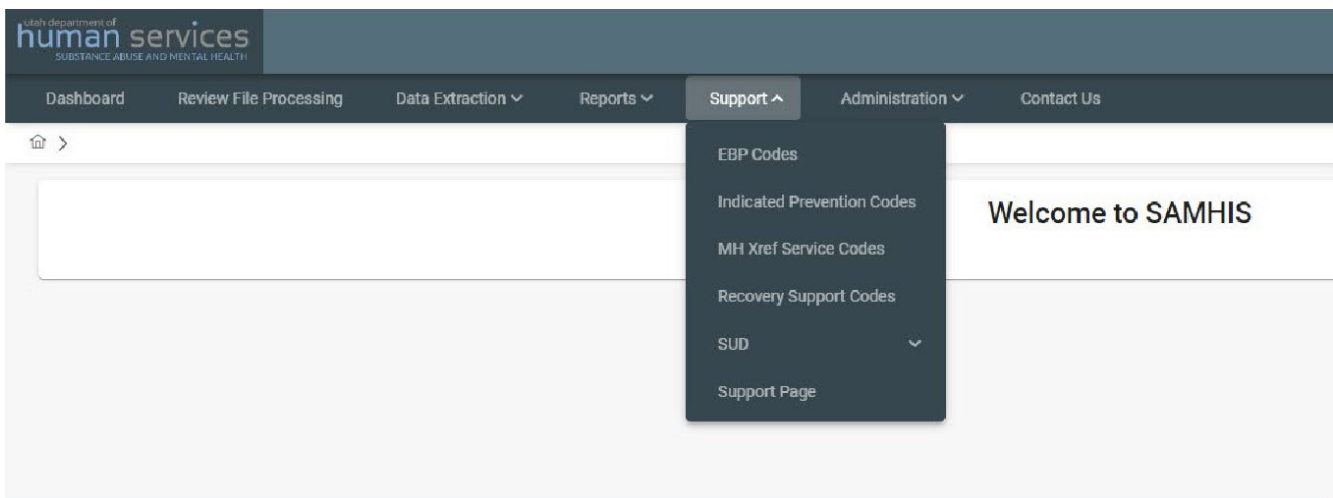 utah department of
human services
SUBSTANCE ABUSE AND MENTAL HEALTH
Dashboard Review File Processing Data Extraction Reports Support Administration Contact Us
EBP Codes
Indicated Prevention Codes
Welcome to SAMHIS
MH Xref Service Codes
Recovery Support Codes
SUD
Support Page